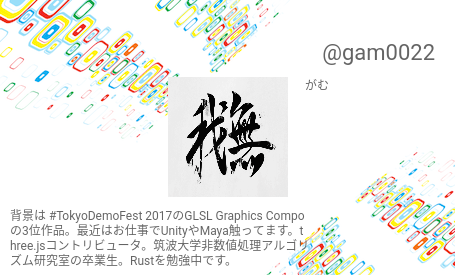 @gam0022
がむ
我無
背景は #TokyoDemoFest 2017のGLSL Graphics Compo
の3位作品。最近はお仕事でUnityやMaya触ってます。t
hree.jsコントリビュータ。筑波大学非数値処理アルゴリ
ズム研究室の卒業生。Rustを勉強中です。